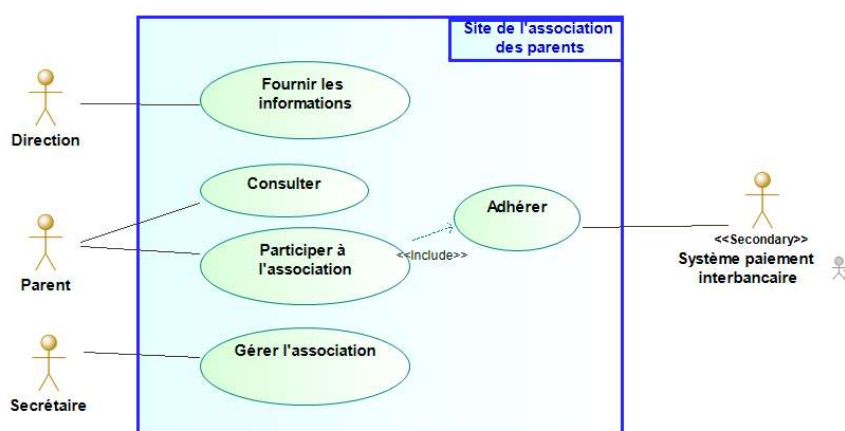 Site de l'association
des parents
Fournir les
informations
Direction
Consulter
Adhérer
Participer à
l'association
<<Include>>
Parent
<<Secondary>>
Système paiement
interbancaire
Gérer l'association
Secrétaire